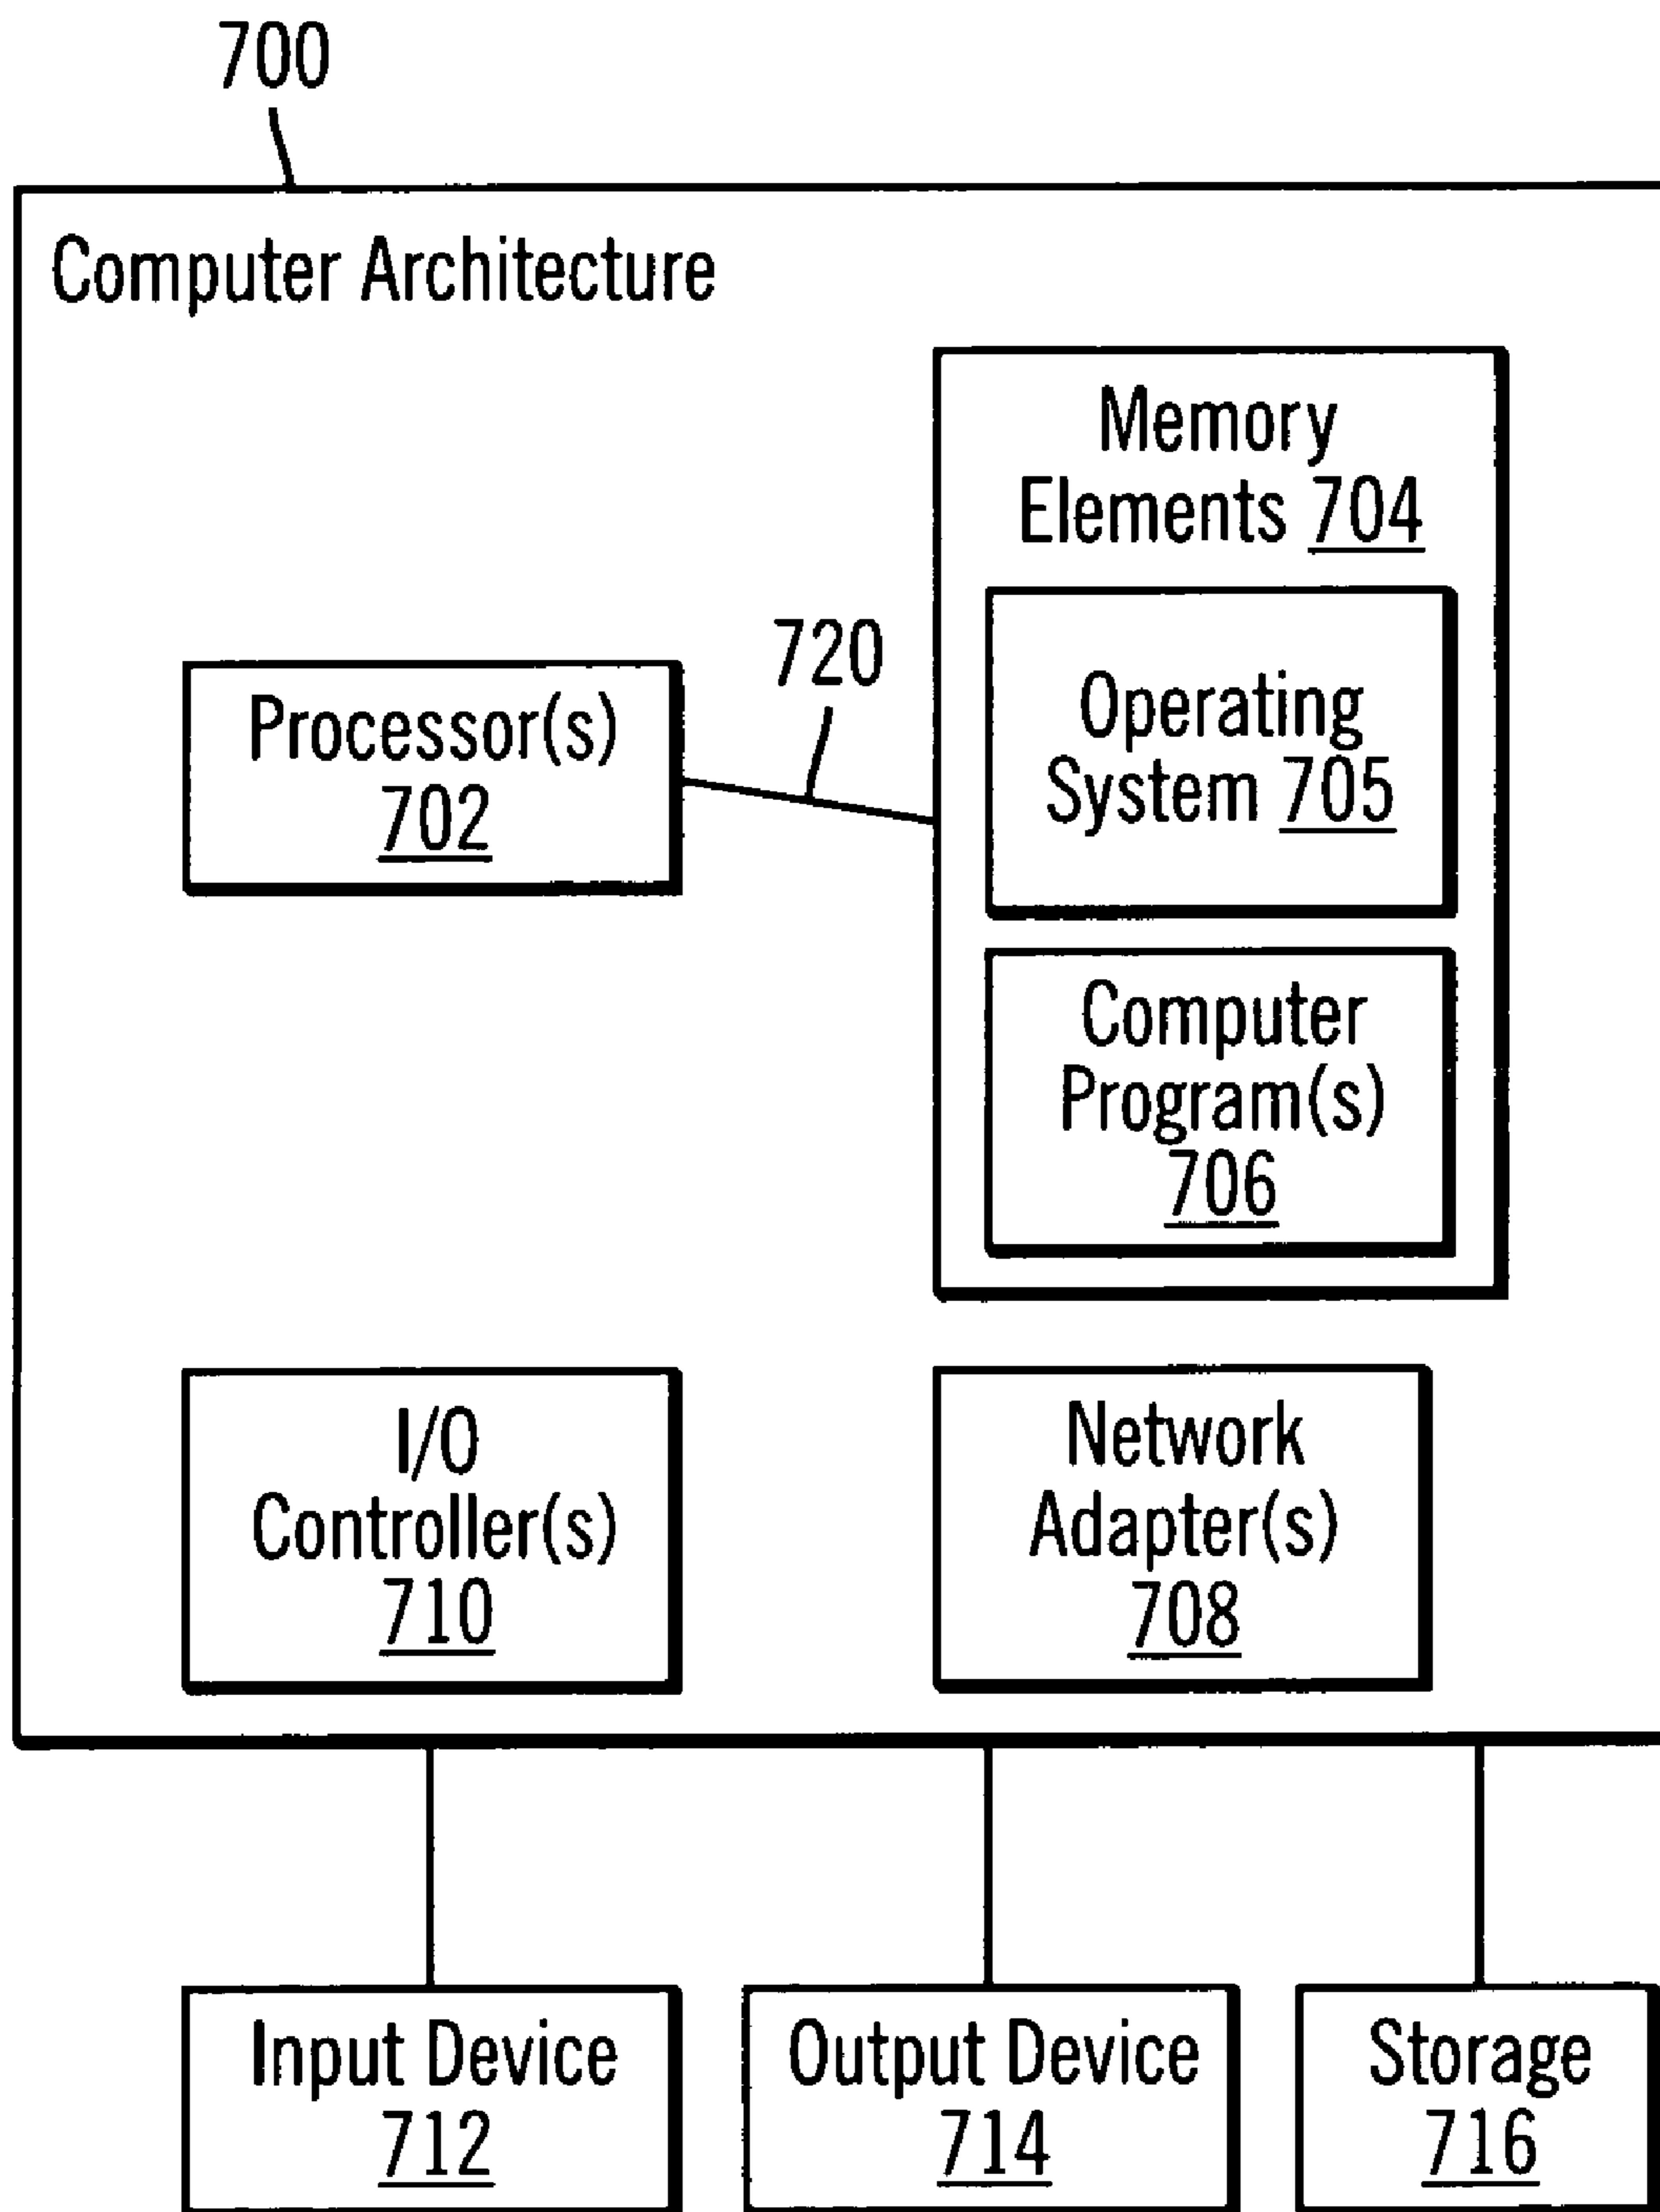 700
Computer Architecture
Memory
Elements 704
720
Operating
System 705
Processor(s)
702
Computer
Program(s)
706
I/O
Controller(s)
710
Network
Adapter(s)
708
Input Device
712
Output Device
714
Storage
716